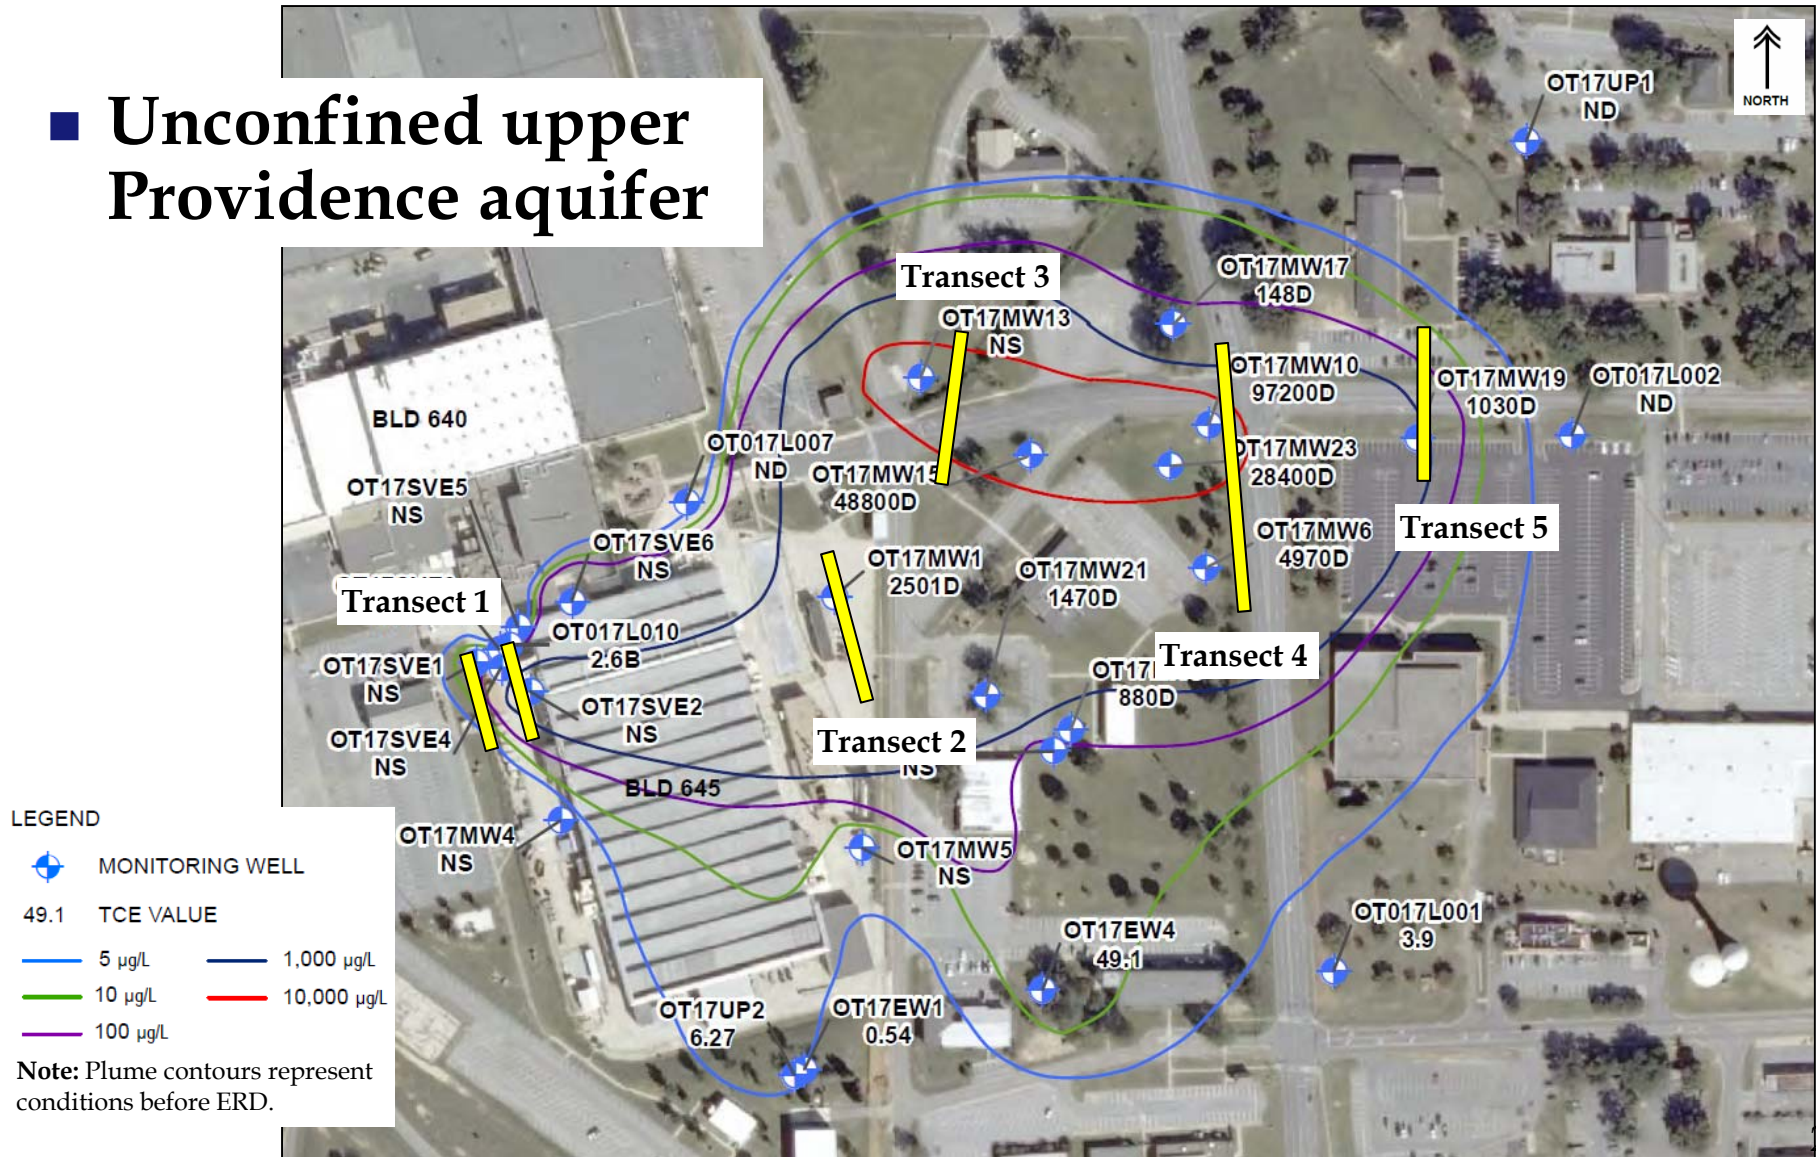 ■ Unconfined upper
Providence aquifer
NORTH
OT17UP1
ND
Transect 3
OT17MW17
148D
OT17MW13
NS
OT17MW10
97200D
OT17MW19
1030D
OT017L002
ND
BLD 640
OT017L007
ND
OT17MW15
48800D
OT17MW23
28400D
OT17SVE5
NS
OT17SVE6
NS
OT17MW1
2501D
OT17MW21
1470D
OT17MW6
4970D
Transect 5
Transect 1
OT017L010
2.6B
OT17SVE1
NS
OT17SVE2
NS
Transect 4
880D
OT17SVE4
NS
Transect 2
NS
BLD 645
OT17MW4
NS
OT17MW5
NS
OT17EW4
49.1
OT017L001
3.9
OT17UP2
6.27
OT17EW1
0.54
LEGEND
MONITORING WELL
49.1 TCE VALUE
5 µg/L 1,000 µg/L
10 µg/L 10,000 µg/L
100 µg/L
Note: Plume contours represent
conditions before ERD.